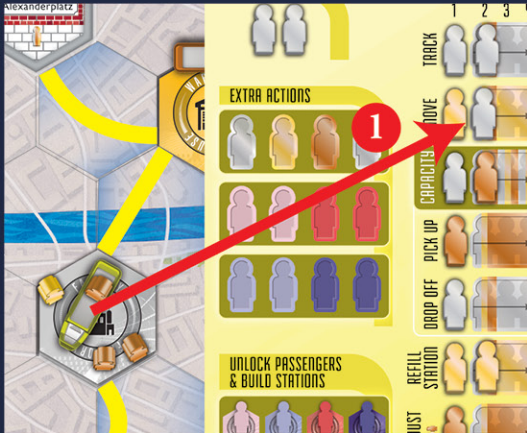 Alexanderplatz
1 2 3
TRACK
EXTRA ACTIONS
MOVE
1
CAPACITY
PICK UP
DROP OFF
UNLOCK PASSENGERS
& BUILD STATIONS
REFILL
STATION